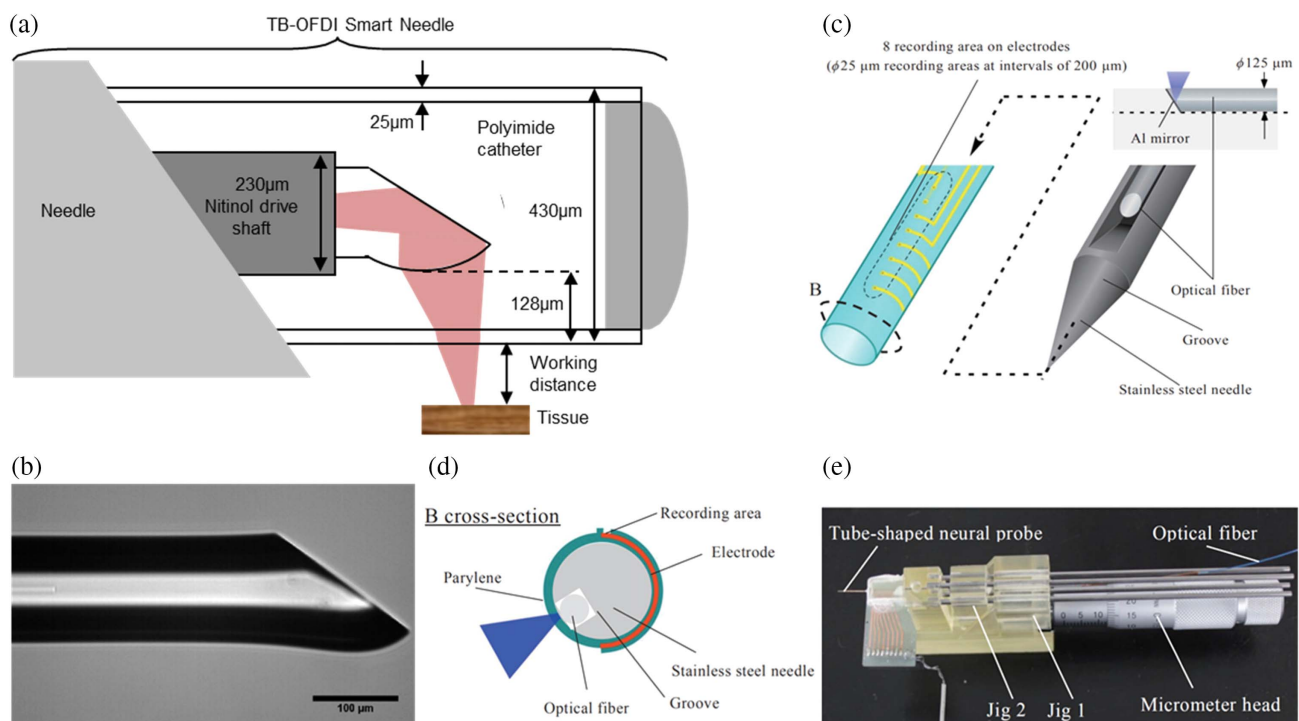 (a)
TB-OFDI Smart Needle
25µm
Polyimide
catheter
230µm
Nitinol drive
shaft
430µm
Needle
128µm
Working
distance
Tissue
(b)
100 µm
(c)
8 recording area on electrodes
(ϕ25 µm recording areas at intervals of 200 µm)
ϕ125 µm
Al mirror
B
Optical fiber
Groove
Stainless steel needle
(d)
B cross-section
Recording area
Electrode
Parylene
Stainless steel needle
Groove
Optical fiber
(e)
Tube-shaped neural probe
Optical fiber
Jig 2
Jig 1
Micrometer head